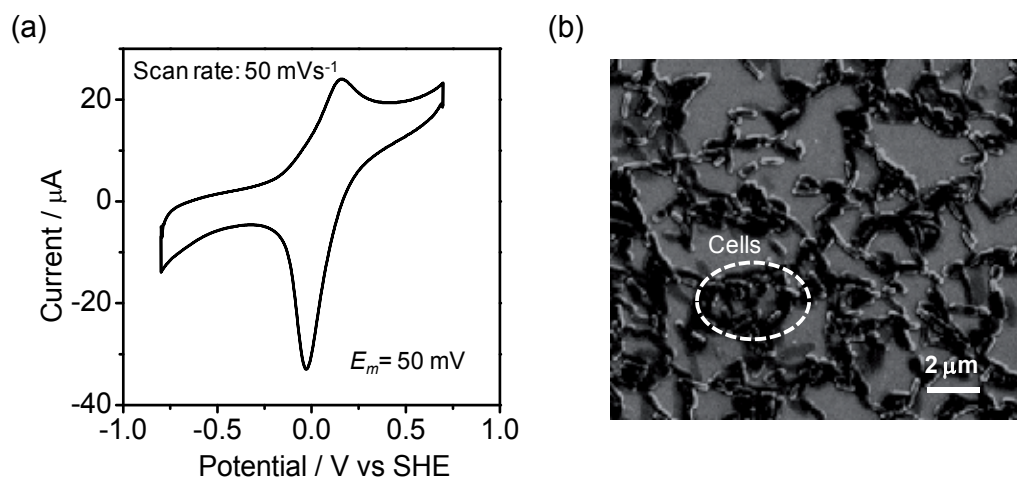 (a)
Scan rate: 50 mVs⁻¹
20
0
-20
-40
Current / µA
Eₘ= 50 mV
-1.0 -0.5 0.0 0.5 1.0
Potential / V vs SHE
(b)
Cells
2 µm